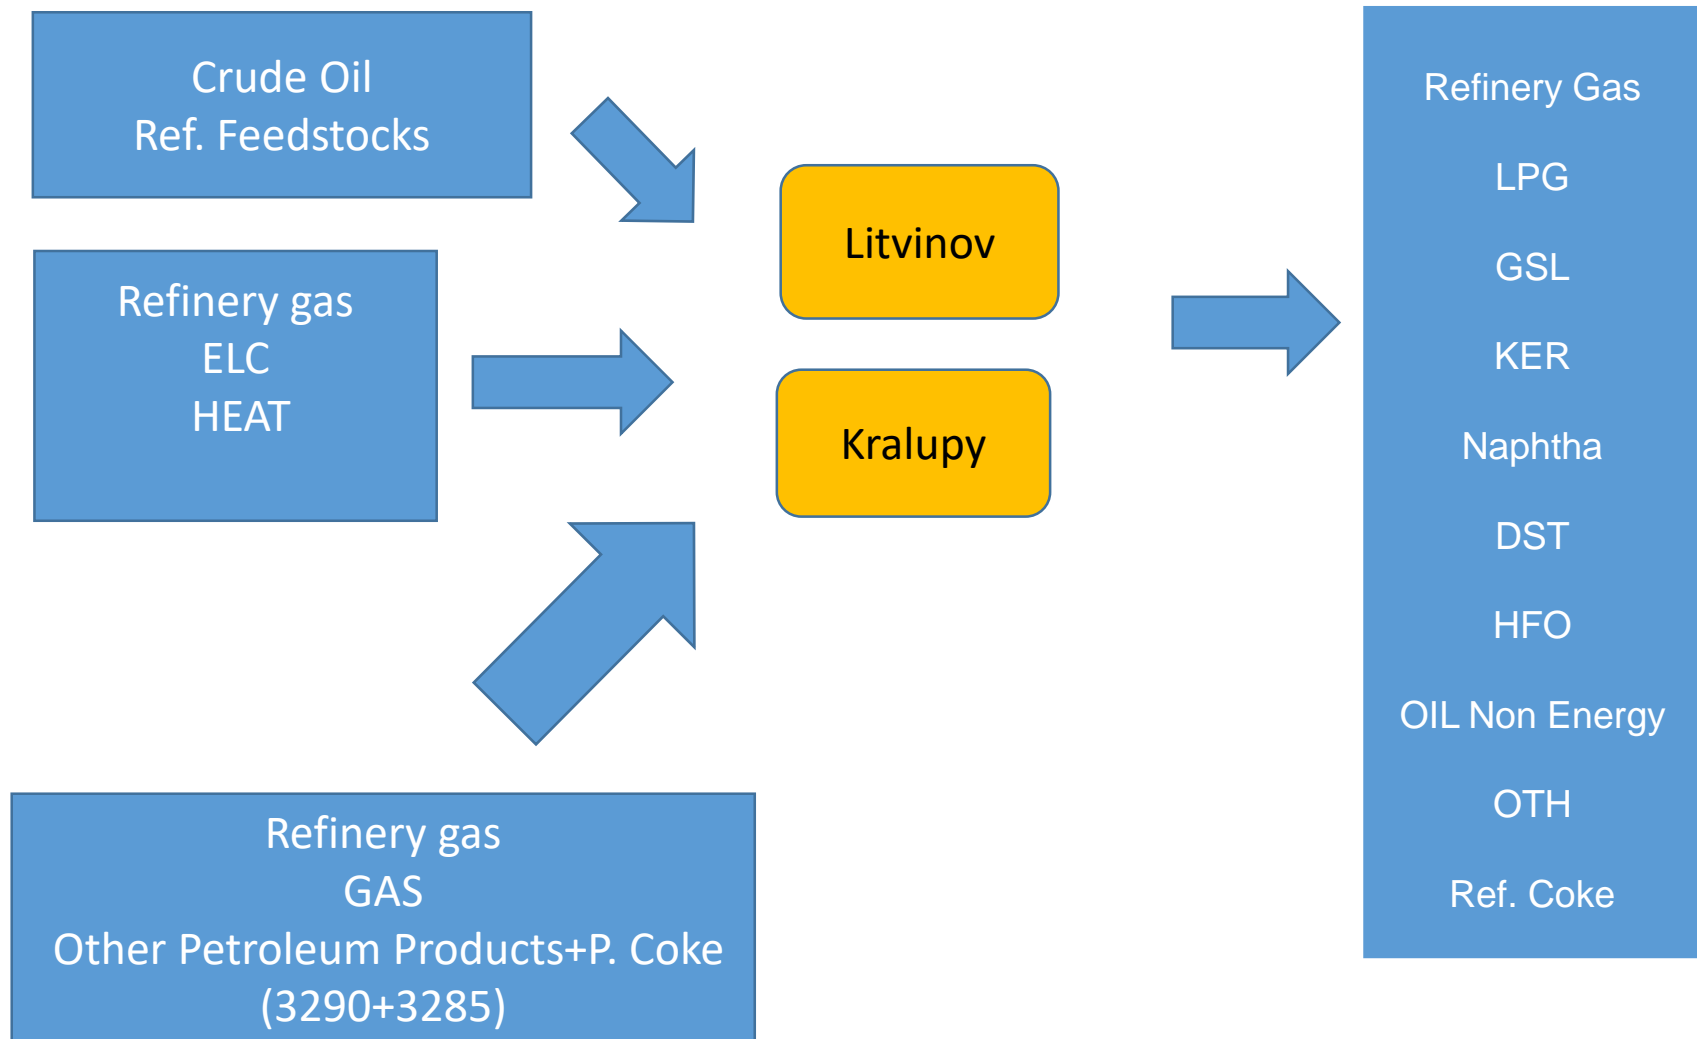 Crude Oil
Ref. Feedstocks
Refinery gas
ELC
HEAT
Refinery gas
GAS
Other Petroleum Products+P. Coke
(3290+3285)
Litvinov
Kralupy
Refinery Gas
LPG
GSL
KER
Naphtha
DST
HFO
OIL Non Energy
OTH
Ref. Coke